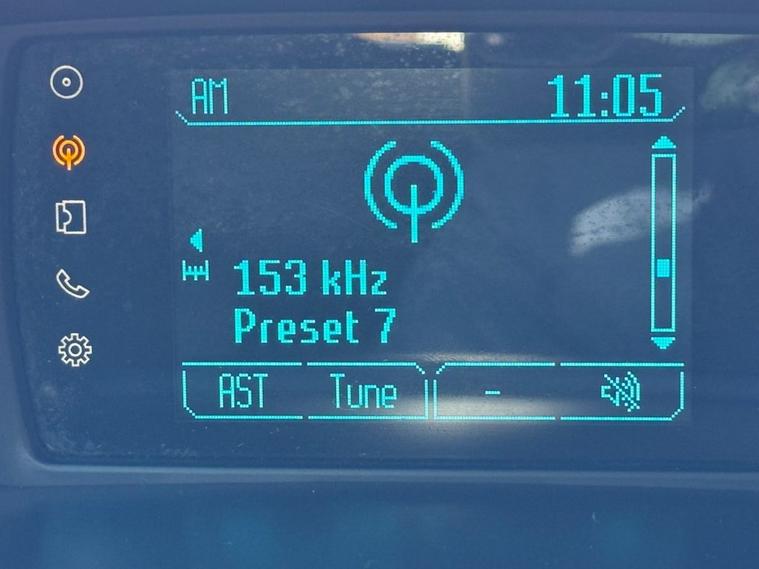 AM 11:05
153 kHz
Preset 7
AST Tune -